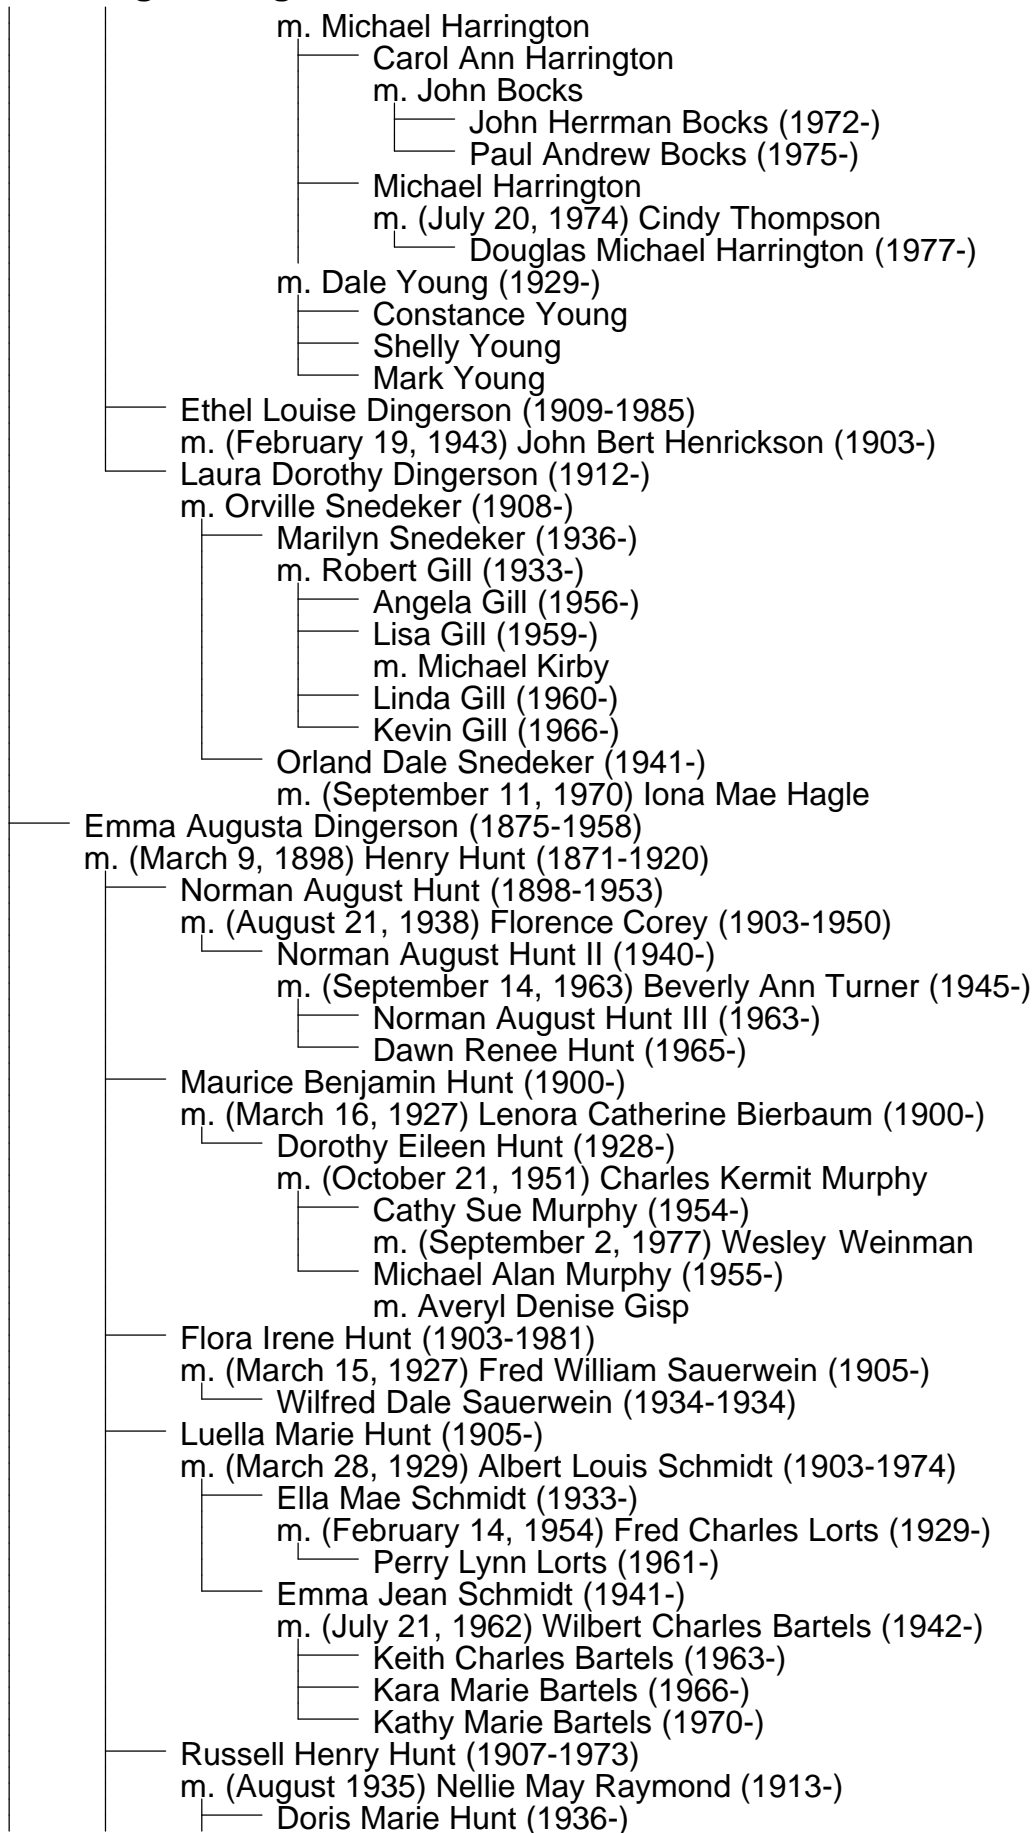 m. Michael Harrington
Carol Ann Harrington
m. John Bocks
John Herrman Bocks (1972-)
Paul Andrew Bocks (1975-)
Michael Harrington
m. (July 20, 1974) Cindy Thompson
Douglas Michael Harrington (1977-)
m. Dale Young (1929-)
Constance Young
Shelly Young
Mark Young
Ethel Louise Dingerson (1909-1985)
m. (February 19, 1943) John Bert Henrickson (1903-)
Laura Dorothy Dingerson (1912-)
m. Orville Snedeker (1908-)
Marilyn Snedeker (1936-)
m. Robert Gill (1933-)
Angela Gill (1956-)
Lisa Gill (1959-)
m. Michael Kirby
Linda Gill (1960-)
Kevin Gill (1966-)
Orland Dale Snedeker (1941-)
m. (September 11, 1970) Iona Mae Hagle
Emma Augusta Dingerson (1875-1958)
m. (March 9, 1898) Henry Hunt (1871-1920)
Norman August Hunt (1898-1953)
m. (August 21, 1938) Florence Corey (1903-1950)
Norman August Hunt II (1940-)
m. (September 14, 1963) Beverly Ann Turner (1945-)
Norman August Hunt III (1963-)
Dawn Renee Hunt (1965-)
Maurice Benjamin Hunt (1900-)
m. (March 16, 1927) Lenora Catherine Bierbaum (1900-)
Dorothy Eileen Hunt (1928-)
m. (October 21, 1951) Charles Kermit Murphy
Cathy Sue Murphy (1954-)
m. (September 2, 1977) Wesley Weinman
Michael Alan Murphy (1955-)
m. Averyl Denise Gisp
Flora Irene Hunt (1903-1981)
m. (March 15, 1927) Fred William Sauerwein (1905-)
Wilfred Dale Sauerwein (1934-1934)
Luella Marie Hunt (1905-)
m. (March 28, 1929) Albert Louis Schmidt (1903-1974)
Ella Mae Schmidt (1933-)
m. (February 14, 1954) Fred Charles Lorts (1929-)
Perry Lynn Lorts (1961-)
Emma Jean Schmidt (1941-)
m. (July 21, 1962) Wilbert Charles Bartels (1942-)
Keith Charles Bartels (1963-)
Kara Marie Bartels (1966-)
Kathy Marie Bartels (1970-)
Russell Henry Hunt (1907-1973)
m. (August 1935) Nellie May Raymond (1913-)
Doris Marie Hunt (1936-)